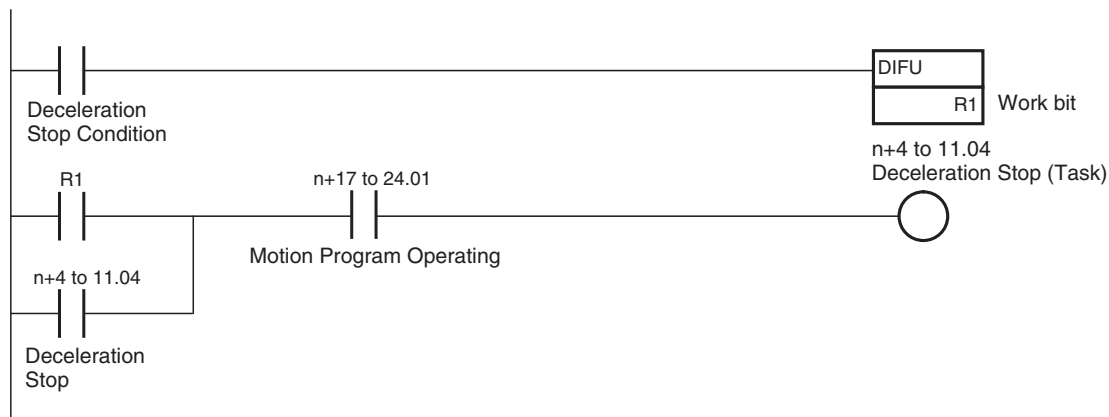 DIFU
Deceleration
Stop Condition
R1 Work bit
n+4 to 11.04
Deceleration Stop (Task)
R1
n+17 to 24.01
Motion Program Operating
n+4 to 11.04
Deceleration
Stop